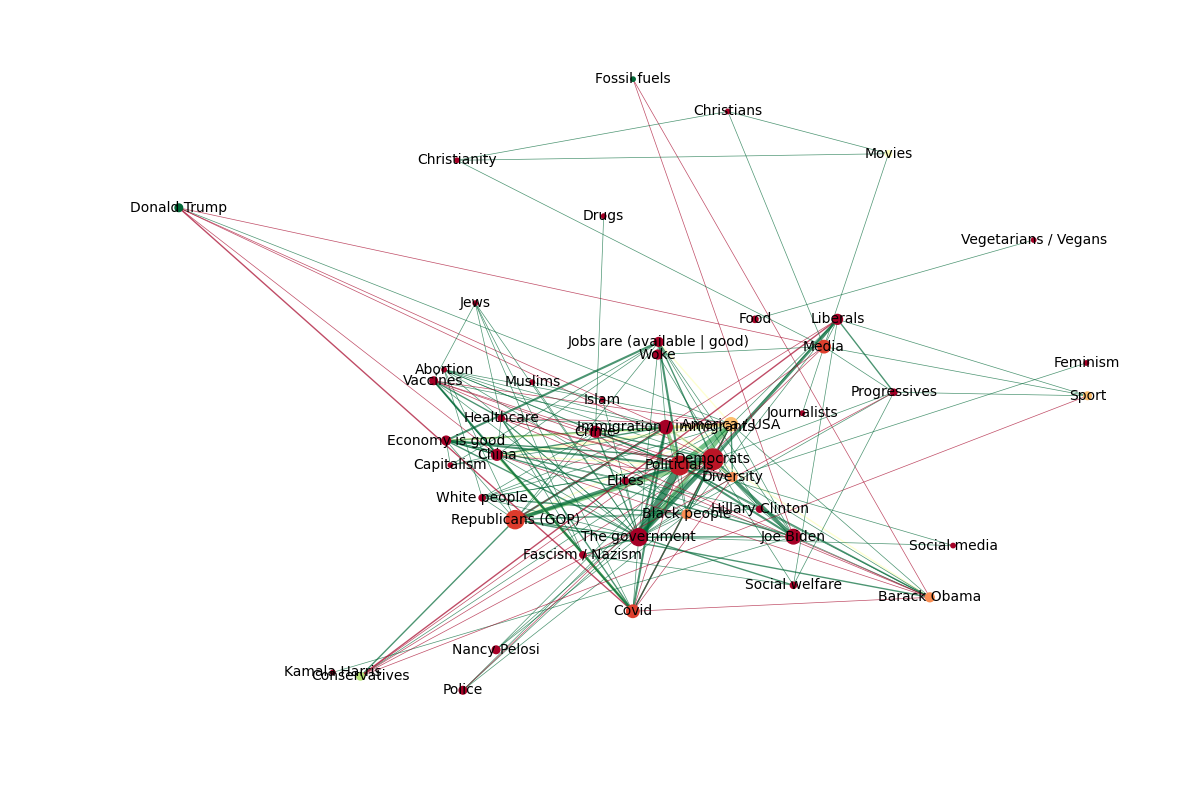 Fossil fuels
Christians
Movies
Christianity
Donald Trump
Drugs
Vegetarians / Vegans
Jews
Food
Liberals
Jobs are (available | good)
Media
Woke
Feminism
Abortion
Vaccines
Muslims
Progressives
Sport
Islam
Journalists
Healthcare
America / USA
Immigration / immigrants
Crime
Economy is good
China
Democrats
Capitalism
Politicians
Diversity
Elites
White people
Hillary Clinton
Black people
Republicans (GOP)
The government
Joe Biden
Social media
Fascism / Nazism
Social welfare
Barack Obama
Covid
Nancy Pelosi
Kamala Harris
Conservatives
Police